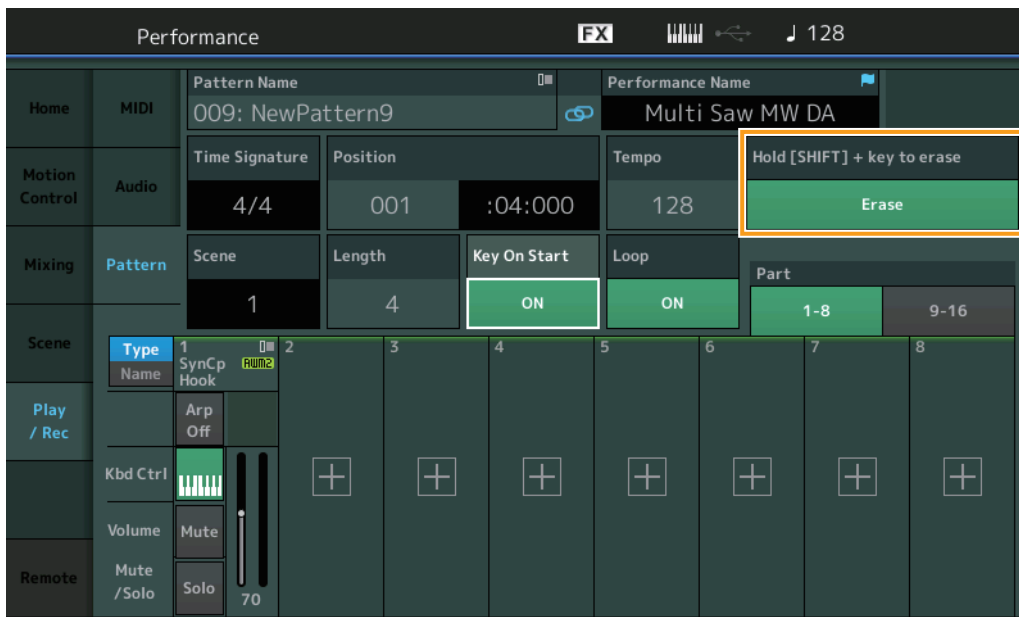 Performance
FX
♩ 128
Home
Motion
Control
Mixing
Scene
Play
/ Rec
Remote
MIDI
Audio
Pattern
Pattern Name
009: NewPattern9
Performance Name
Multi Saw MW DA
Time Signature
4/4
Position
001
:04:000
Tempo
128
Hold [SHIFT] + key to erase
Erase
Scene
1
Length
4
Key On Start
ON
Loop
ON
Part
1-8
9-16
Type
Name
1
SynCp
AWM2
Hook
2
3
4
5
6
7
8
Arp
Off
Kbd Ctrl
Volume
Mute
Mute
/Solo
Solo
70